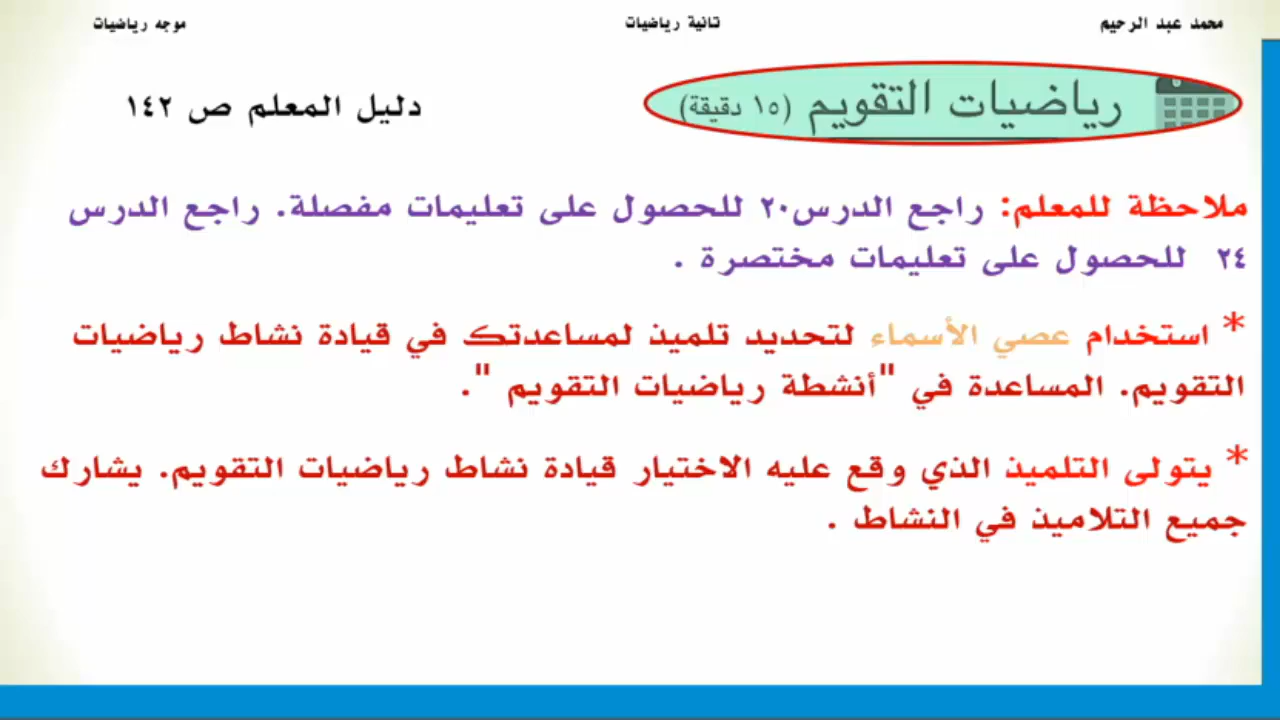 محمد عبد الرحيم
تانية رياضيات
موجه رياضيات
رياضيات التقويم (١٥ دقيقة)
دليل المعلم ص ١٤٢
ملاحظة للمعلم: راجع الدرس٢٠ للحصول على تعليمات مفصلة. راجع الدرس
٢٤ للحصول على تعليمات مختصرة .
* استخدام عصي الأسماء لتحديد تلميذ لمساعدتك في قيادة نشاط رياضيات
التقويم. المساعدة في "أنشطة رياضيات التقويم ".
* يتولى التلميذ الذي وقع عليه الاختيار قيادة نشاط رياضيات التقويم. يشارك
جميع التلاميذ في النشاط .